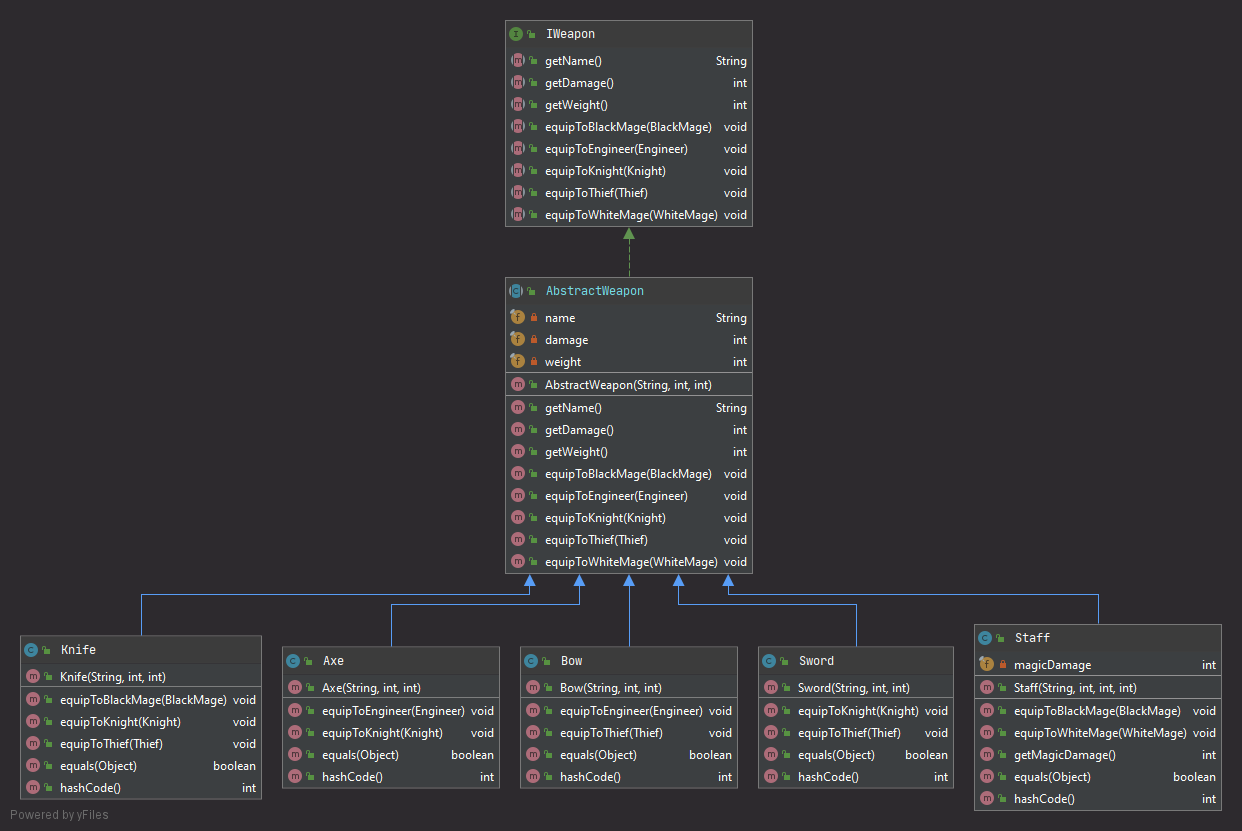 IWeapon
getName() String
getDamage() int
getWeight() int
equipToBlackMage(BlackMage) void
equipToEngineer(Engineer) void
equipToKnight(Knight) void
equipToThief(Thief) void
equipToWhiteMage(WhiteMage) void
AbstractWeapon
name String
damage int
weight int
AbstractWeapon(String, int, int)
getName() String
getDamage() int
getWeight() int
equipToBlackMage(BlackMage) void
equipToEngineer(Engineer) void
equipToKnight(Knight) void
equipToThief(Thief) void
equipToWhiteMage(WhiteMage) void
Knife
Knife(String, int, int)
equipToBlackMage(BlackMage) void
equipToKnight(Knight) void
equipToThief(Thief) void
equals(Object) boolean
hashCode() int
Axe
Axe(String, int, int)
equipToEngineer(Engineer) void
equipToKnight(Knight) void
equals(Object) boolean
hashCode() int
Bow
Bow(String, int, int)
equipToEngineer(Engineer) void
equipToThief(Thief) void
equals(Object) boolean
hashCode() int
Sword
Sword(String, int, int)
equipToKnight(Knight) void
equipToThief(Thief) void
equals(Object) boolean
hashCode() int
Staff
magicDamage int
Staff(String, int, int, int)
equipToBlackMage(BlackMage) void
equipToWhiteMage(WhiteMage) void
getMagicDamage() int
equals(Object) boolean
hashCode() int
Powered by yFiles